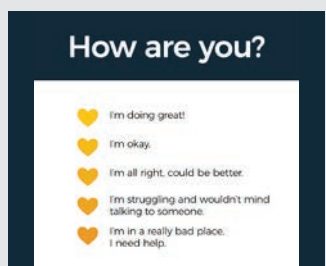 How are you?
I'm doing great!
I'm okay.
I'm all right, could be better.
I'm struggling and wouldn't mind
talking to someone.
I'm in a really bad place.
I need help.